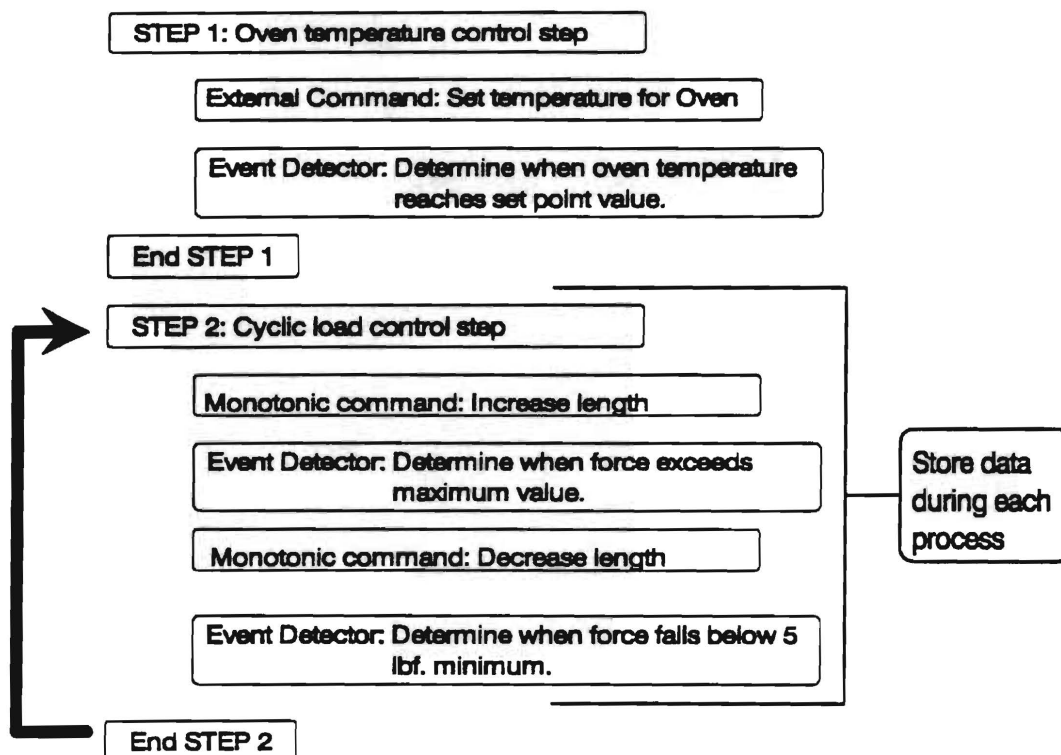 STEP 1: Oven temperature control step
External Command: Set temperature for Oven
Event Detector: Determine when oven temperature
reaches set point value.
End STEP 1
STEP 2: Cyclic load control step
Monotonic command: Increase length
Event Detector: Determine when force exceeds
maximum value.
Monotonic command: Decrease length
Event Detector: Determine when force falls below 5
lbf. minimum.
End STEP 2
Store data
during each
process